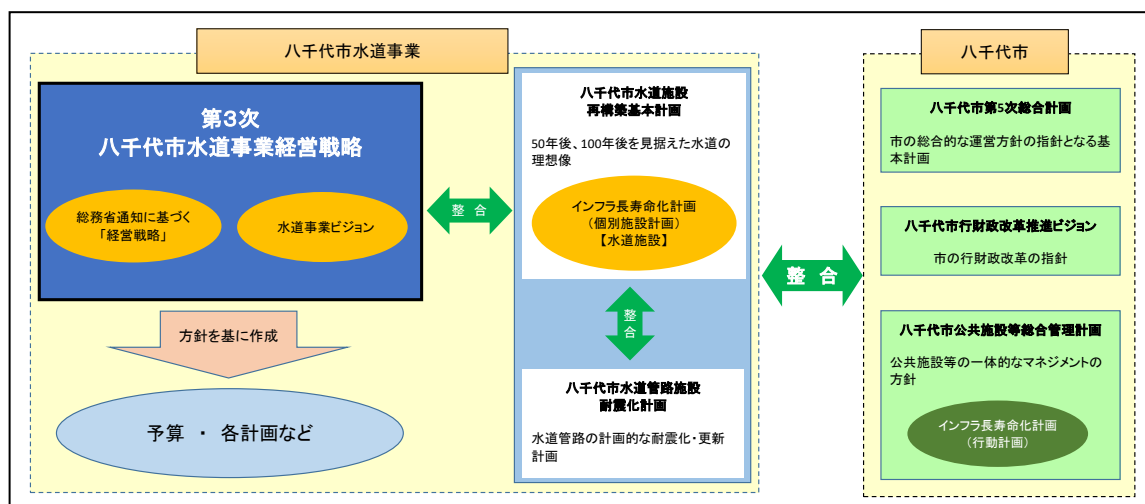 八千代市水道事業
第3次
八千代市水道事業経営戦略
総務省通知に基づく
「経営戦略」
水道事業ビジョン
方針を基に作成
予算 ・ 各計画など
整 合
八千代市水道施設
再構築基本計画
50年後、100年後を見据えた水道の
理想像
インフラ長寿命化計画
(個別施設計画)
【水道施設】
整合
八千代市水道管路施設
耐震化計画
水道管路の計画的な耐震化・更新
計画
整 合
八千代市
八千代市第5次総合計画
市の総合的な運営方針の指針となる基
本計画
八千代市行財政改革推進ビジョン
市の行財政改革の指針
八千代市公共施設等総合管理計画
公共施設等の一体的なマネジメントの
方針
インフラ長寿命化計画
(行動計画)